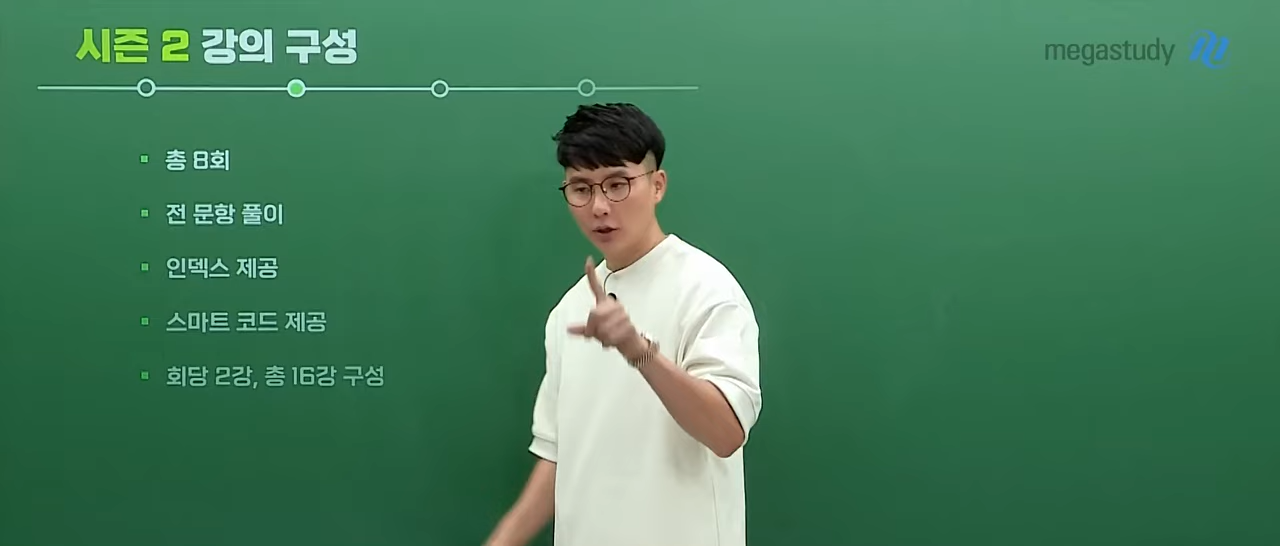 시즌 2 강의 구성
megastudy
총 8회
전 문항 풀이
인덱스 제공
스마트 코드 제공
회당 2강, 총 16강 구성